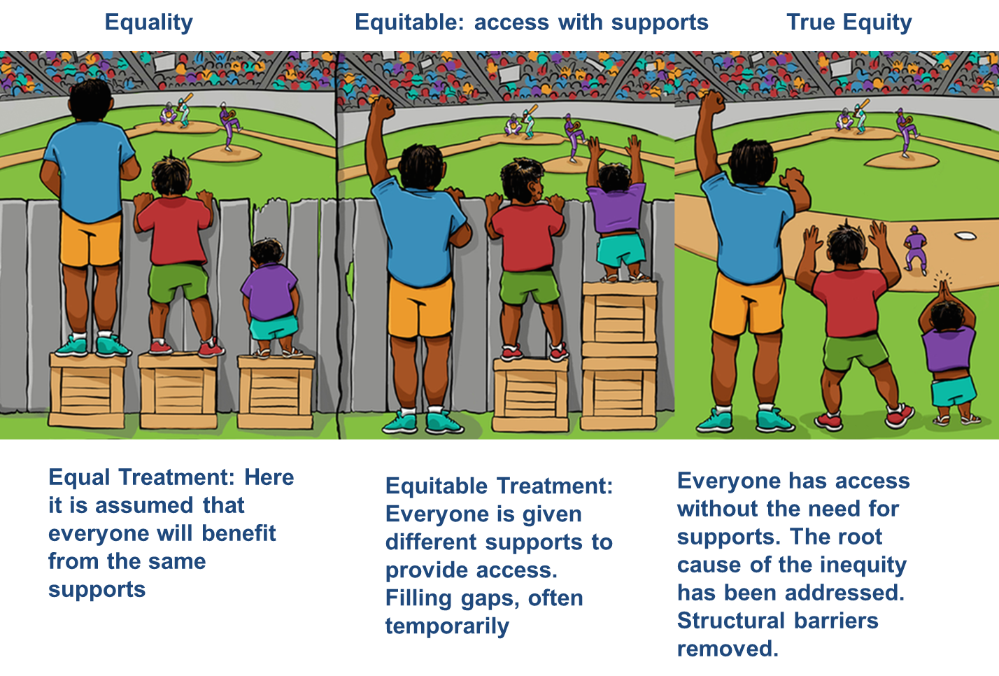 Equality
Equitable: access with supports
True Equity
Equal Treatment: Here
it is assumed that
everyone will benefit
from the same
supports
Equitable Treatment:
Everyone is given
different supports to
provide access.
Filling gaps, often
temporarily
Everyone has access
without the need for
supports. The root
cause of the inequity
has been addressed.
Structural barriers
removed.